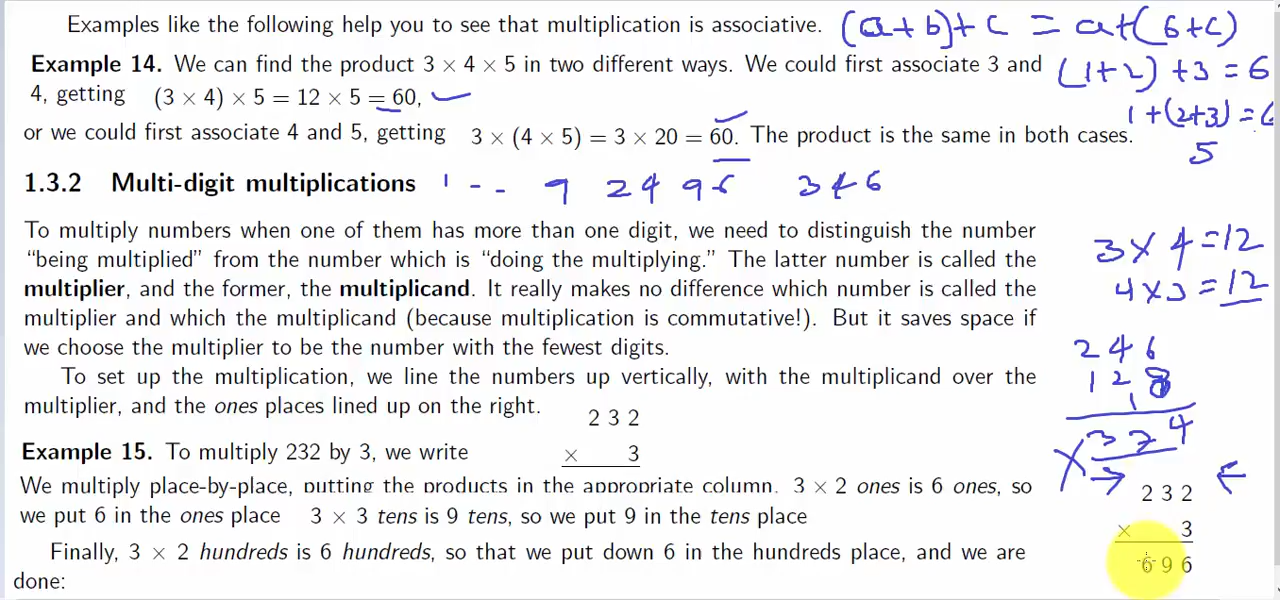 Examples like the following help you to see that multiplication is associative. (a+b)+c = a+(b+c)
Example 14. We can find the product 3 × 4 × 5 in two different ways. We could first associate 3 and (1+2) +3 = 6
4, getting (3 × 4) × 5 = 12 × 5 = 60,
1 +(2+3) = 6
or we could first associate 4 and 5, getting 3 × (4 × 5) = 3 × 20 = 60. The product is the same in both cases.
5
1.3.2 Multi-digit multiplications 1 - - 9 24 96 346
To multiply numbers when one of them has more than one digit, we need to distinguish the number
3 × 4 = 12
"being multiplied" from the number which is "doing the multiplying." The latter number is called the
multiplier, and the former, the multiplicand. It really makes no difference which number is called the
4 × 3 = 12
multiplier and which the multiplicand (because multiplication is commutative!). But it saves space if
we choose the multiplier to be the number with the fewest digits.
246
To set up the multiplication, we line the numbers up vertically, with the multiplicand over the
128
multiplier, and the ones places lined up on the right.
1
232
374
Example 15. To multiply 232 by 3, we write
× 3
We multiply place-by-place, putting the products in the appropriate column. 3 × 2 ones is 6 ones, so
232
we put 6 in the ones place 3 × 3 tens is 9 tens, so we put 9 in the tens place
× 3
Finally, 3 × 2 hundreds is 6 hundreds, so that we put down 6 in the hundreds place, and we are
696
done: